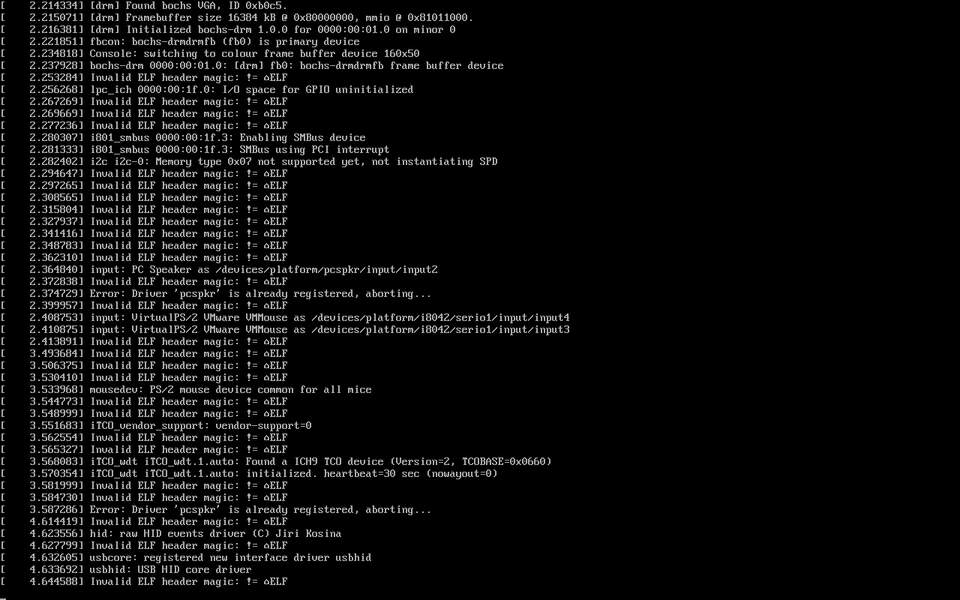 [    2.214334] [drm] Found bochs VGA, ID 0xb0c5.
[    2.215071] [drm] Framebuffer size 16384 kB @ 0x80000000, mmio @ 0x81011000.
[    2.216381] [drm] Initialized bochs-drm 1.0.0 for 0000:00:01.0 on minor 0
[    2.221851] fbcon: bochs-drmdrmfb (fb0) is primary device
[    2.234818] Console: switching to colour frame buffer device 160x50
[    2.237928] bochs-drm 0000:00:01.0: [drm] fb0: bochs-drmdrmfb frame buffer device
[    2.253284] Invalid ELF header magic: != ⌂ELF
[    2.256268] lpc_ich 0000:00:1f.0: I/O space for GPIO uninitialized
[    2.267269] Invalid ELF header magic: != ⌂ELF
[    2.269669] Invalid ELF header magic: != ⌂ELF
[    2.277236] Invalid ELF header magic: != ⌂ELF
[    2.280307] i801_smbus 0000:00:1f.3: Enabling SMBus device
[    2.281333] i801_smbus 0000:00:1f.3: SMBus using PCI interrupt
[    2.282402] i2c i2c-0: Memory type 0x07 not supported yet, not instantiating SPD
[    2.294647] Invalid ELF header magic: != ⌂ELF
[    2.297265] Invalid ELF header magic: != ⌂ELF
[    2.308565] Invalid ELF header magic: != ⌂ELF
[    2.315804] Invalid ELF header magic: != ⌂ELF
[    2.327937] Invalid ELF header magic: != ⌂ELF
[    2.341416] Invalid ELF header magic: != ⌂ELF
[    2.348783] Invalid ELF header magic: != ⌂ELF
[    2.362310] Invalid ELF header magic: != ⌂ELF
[    2.364840] input: PC Speaker as /devices/platform/pcspkr/input/input2
[    2.372838] Invalid ELF header magic: != ⌂ELF
[    2.374729] Error: Driver 'pcspkr' is already registered, aborting...
[    2.399957] Invalid ELF header magic: != ⌂ELF
[    2.408753] input: VirtualPS/2 VMware VMMouse as /devices/platform/i8042/serio1/input/input4
[    2.410875] input: VirtualPS/2 VMware VMMouse as /devices/platform/i8042/serio1/input/input3
[    2.413891] Invalid ELF header magic: != ⌂ELF
[    3.493684] Invalid ELF header magic: != ⌂ELF
[    3.506375] Invalid ELF header magic: != ⌂ELF
[    3.530410] Invalid ELF header magic: != ⌂ELF
[    3.533968] mousedev: PS/2 mouse device common for all mice
[    3.544773] Invalid ELF header magic: != ⌂ELF
[    3.548999] Invalid ELF header magic: != ⌂ELF
[    3.551683] iTCO_vendor_support: vendor-support=0
[    3.562554] Invalid ELF header magic: != ⌂ELF
[    3.565327] Invalid ELF header magic: != ⌂ELF
[    3.568083] iTCO_wdt iTCO_wdt.1.auto: Found a ICH9 TCO device (Version=2, TCOBASE=0x0660)
[    3.570354] iTCO_wdt iTCO_wdt.1.auto: initialized. heartbeat=30 sec (nowayout=0)
[    3.581999] Invalid ELF header magic: != ⌂ELF
[    3.584730] Invalid ELF header magic: != ⌂ELF
[    3.587286] Error: Driver 'pcspkr' is already registered, aborting...
[    4.614419] Invalid ELF header magic: != ⌂ELF
[    4.623556] hid: raw HID events driver (C) Jiri Kosina
[    4.627799] Invalid ELF header magic: != ⌂ELF
[    4.632605] usbcore: registered new interface driver usbhid
[    4.633692] usbhid: USB HID core driver
[    4.644588] Invalid ELF header magic: != ⌂ELF